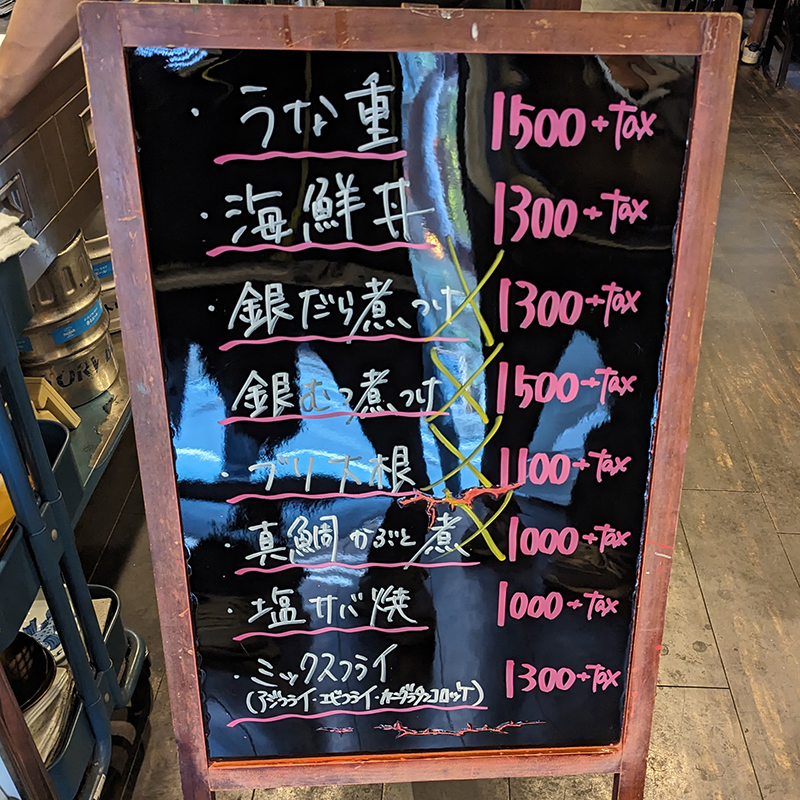 ・うな重 1500+Tax
・海鮮丼 1300+Tax
・銀だら煮つけ 1300+Tax
・銀むつ煮つけ 1500+Tax
・ブリ大根 1100+Tax
・真鯛かぶと煮 1000+Tax
・塩サバ焼 1000+Tax
・ミックスフライ 1300+Tax
(アジフライ・エビフライ・カニグラタンコロッケ)